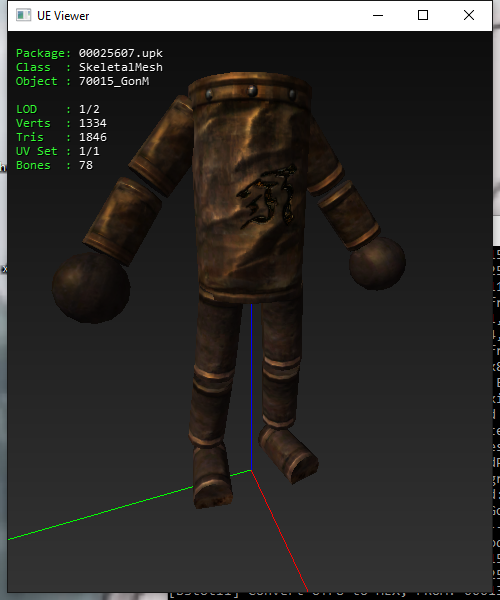 UE Viewer
Package: 00025607.upk
Class : SkeletalMesh
Object : 70015_GonM
LOD : 1/2
Verts : 1334
Tris : 1846
UV Set : 1/1
Bones : 78